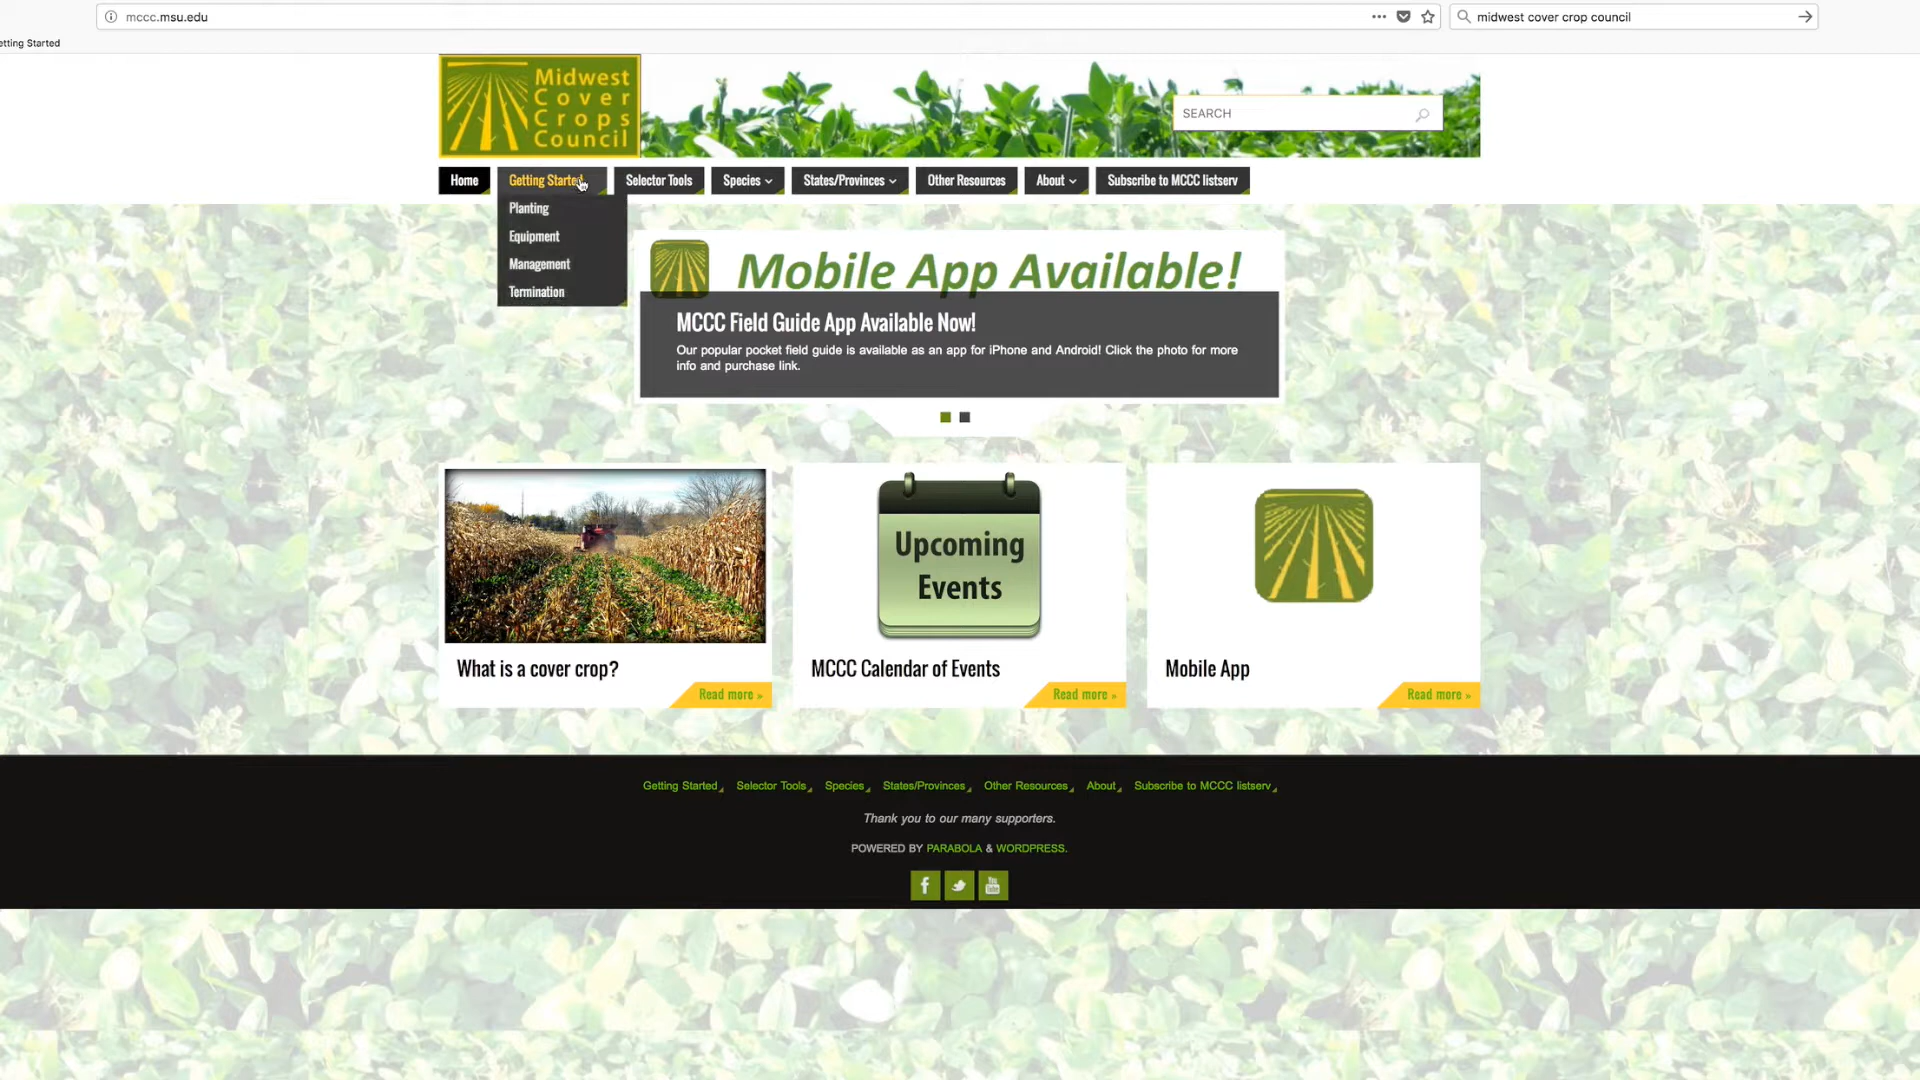 mccc.msu.edu
midwest cover crop council
etting Started
Midwest
Cover
Crops
Council
SEARCH
Home
Getting Started
Selector Tools
Species
States/Provinces
Other Resources
About
Subscribe to MCCC listserv
Planting
Equipment
Management
Termination
Mobile App Available!
MCCC Field Guide App Available Now!
Our popular pocket field guide is available as an app for iPhone and Android! Click the photo for more
info and purchase link.
Upcoming
Events
What is a cover crop?
Read more »
MCCC Calendar of Events
Read more »
Mobile App
Read more »
Getting Started
Selector Tools
Species
States/Provinces
Other Resources
About
Subscribe to MCCC listserv
Thank you to our many supporters.
POWERED BY PARABOLA & WORDPRESS.
You
Tube